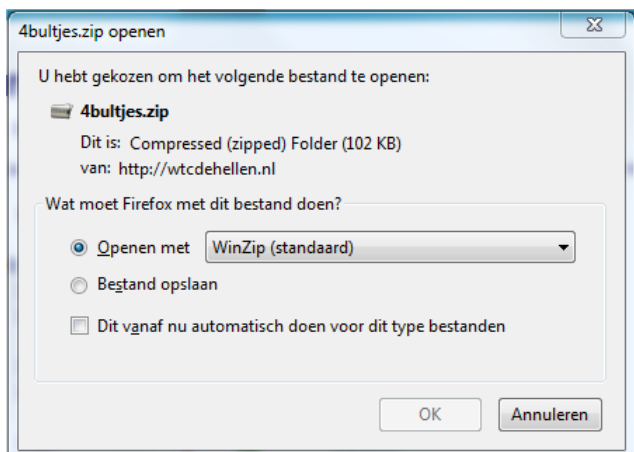 4bultjes.zip openen
U hebt gekozen om het volgende bestand te openen:
4bultjes.zip
Dit is: Compressed (zipped) Folder (102 KB)
van: http://wtcdehellen.nl
Wat moet Firefox met dit bestand doen?
Openen met WinZip (standaard)
Bestand opslaan
Dit vanaf nu automatisch doen voor dit type bestanden
OK Annuleren